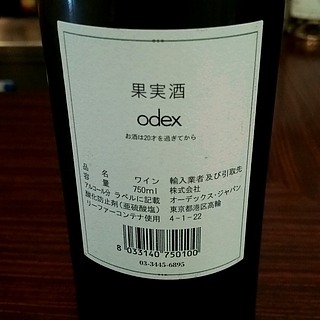 果実酒
odex
お酒は20才を過ぎてから
品名 ワイン 輸入業者及び引取先
容量 750ml 株式会社
アルコール分 ラベルに記載 オーデックス・ジャパン
酸化防止剤(亜硫酸塩) 東京都港区高輪
リーファーコンテナ使用 4-1-22
8 033140 750100
03-3445-6895